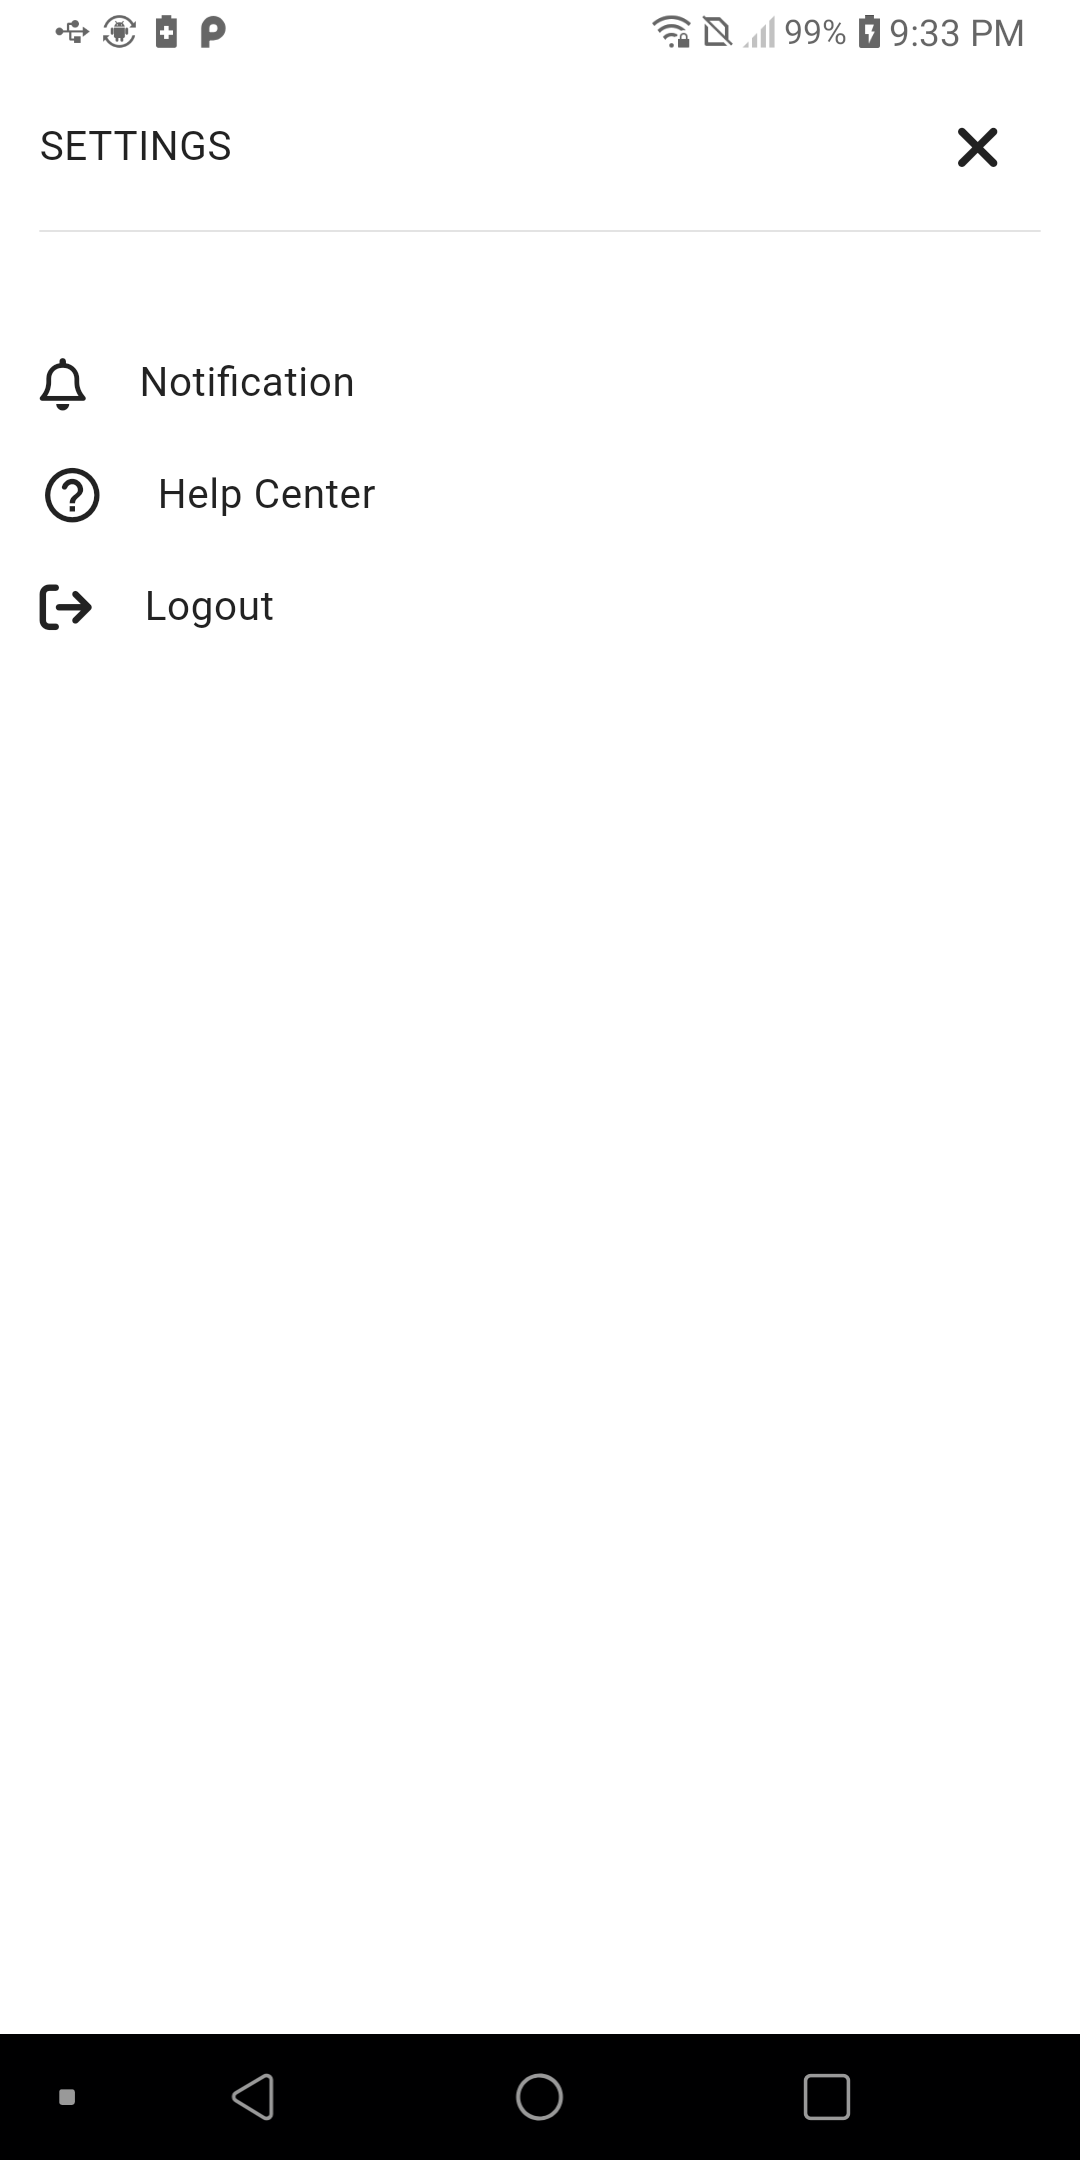 99% 9:33 PM
SETTINGS
Notification
Help Center
Logout